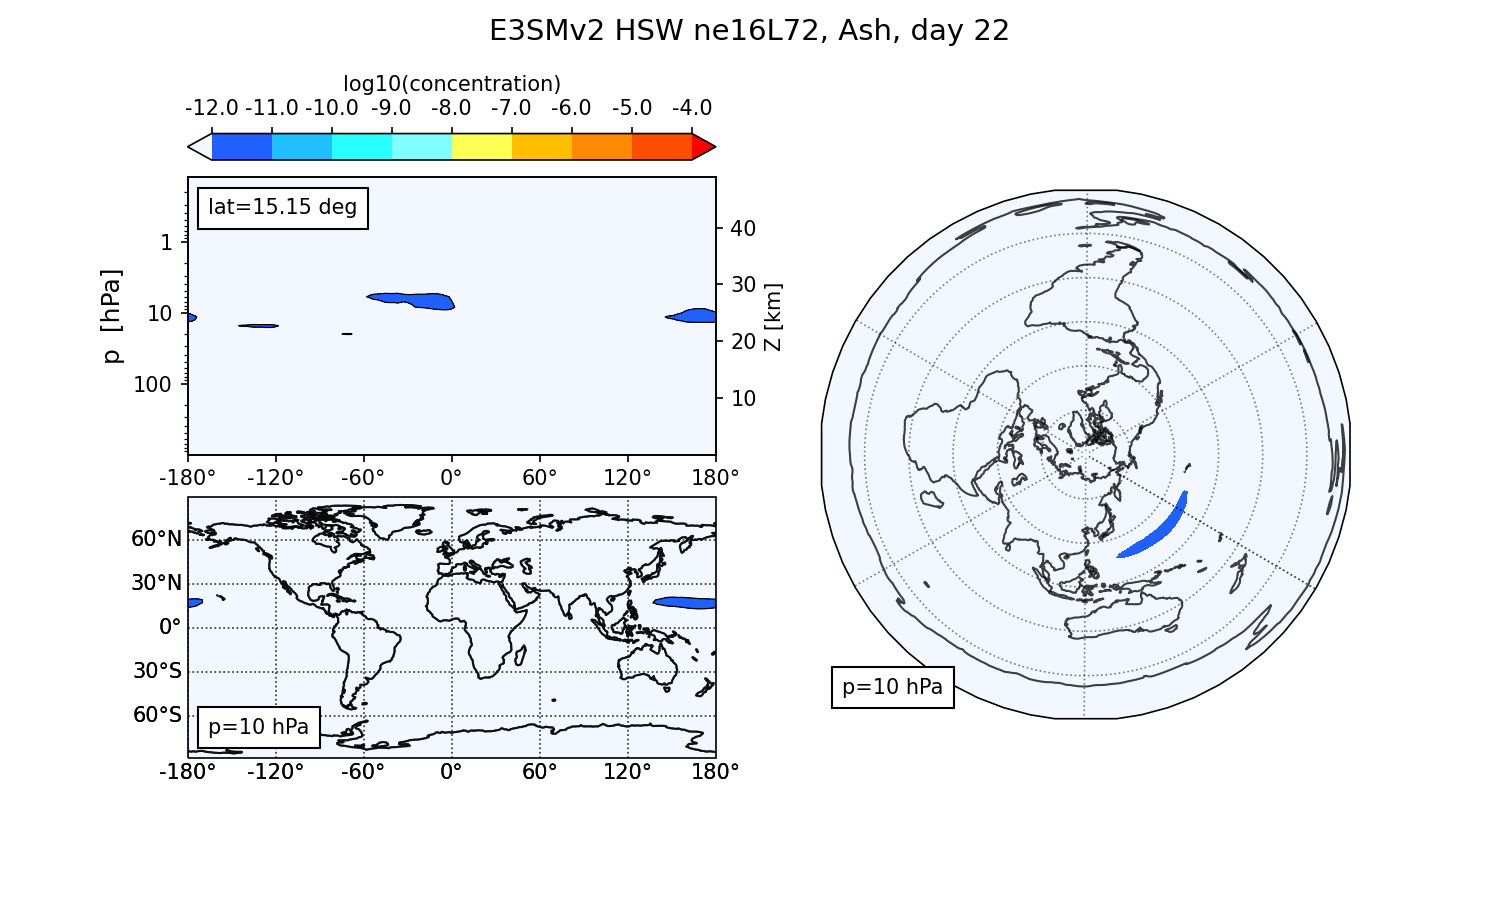 E3SMv2 HSW ne16L72, Ash, day 22
log10(concentration)
-12.0 -11.0 -10.0 -9.0 -8.0 -7.0 -6.0 -5.0 -4.0
lat=15.15 deg
p [hPa]
1
10
100
40
30
20
10
Z [km]
-180° -120° -60° 0° 60° 120° 180°
60°N
30°N
0°
30°S
60°S
p=10 hPa
-180° -120° -60° 0° 60° 120° 180°
p=10 hPa